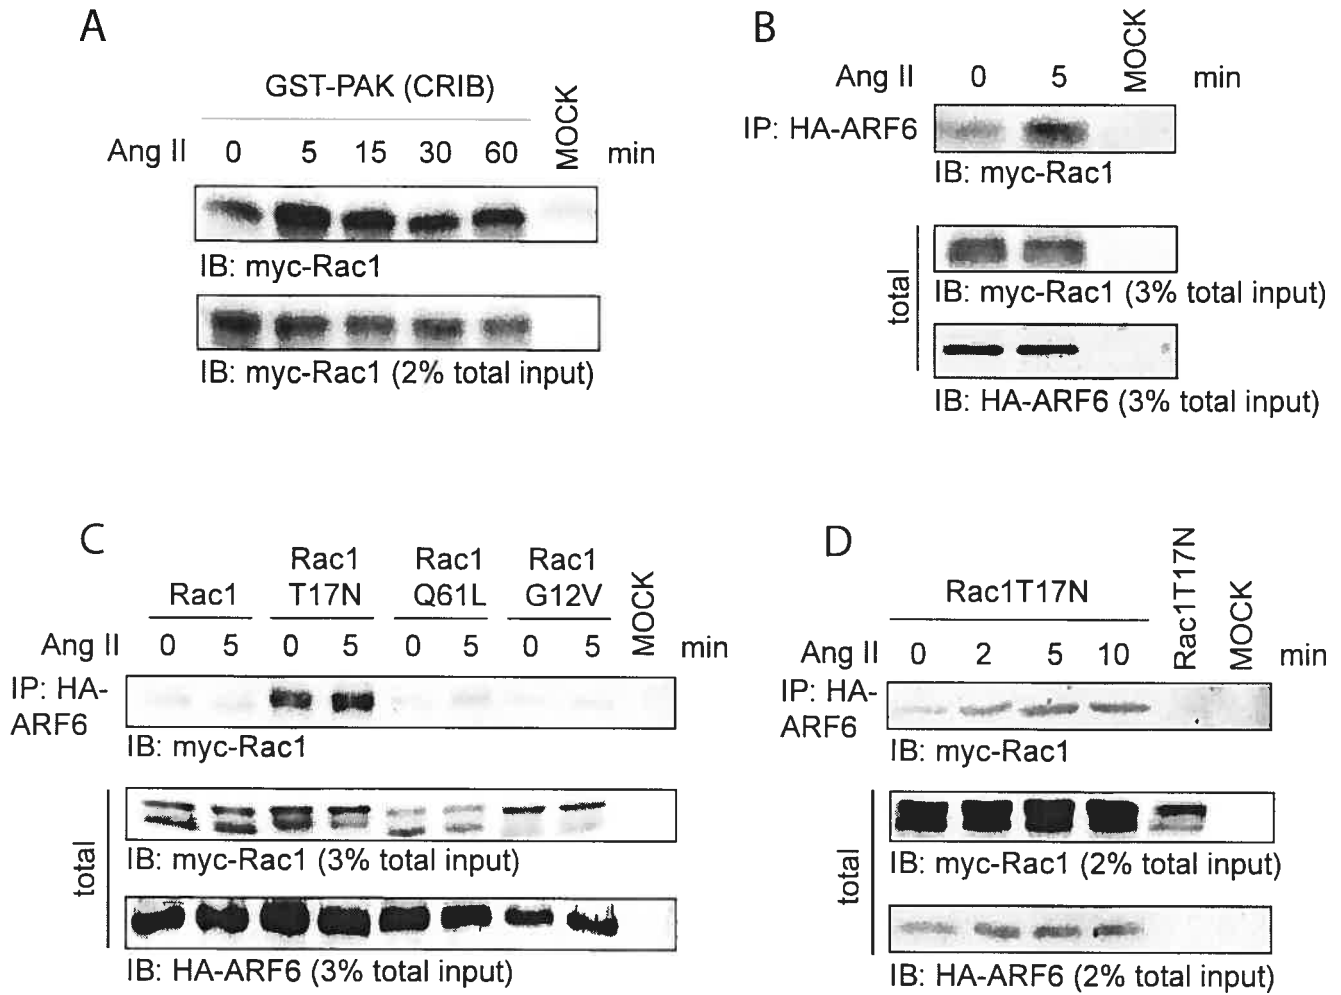 A
GST-PAK (CRIB)
MOCK
Ang II 0 5 15 30 60 min
IB: myc-Rac1
IB: myc-Rac1 (2% total input)
B
MOCK
Ang II 0 5 min
IP: HA-ARF6
IB: myc-Rac1
total
IB: myc-Rac1 (3% total input)
IB: HA-ARF6 (3% total input)
C
Rac1
Rac1 T17N
Rac1 Q61L
Rac1 G12V
MOCK
Ang II 0 5 0 5 0 5 0 5 min
IP: HA-
ARF6
IB: myc-Rac1
total
IB: myc-Rac1 (3% total input)
IB: HA-ARF6 (3% total input)
D
Rac1T17N
Rac1T17N
MOCK
Ang II 0 2 5 10 min
IP: HA-
ARF6
IB: myc-Rac1
total
IB: myc-Rac1 (2% total input)
IB: HA-ARF6 (2% total input)